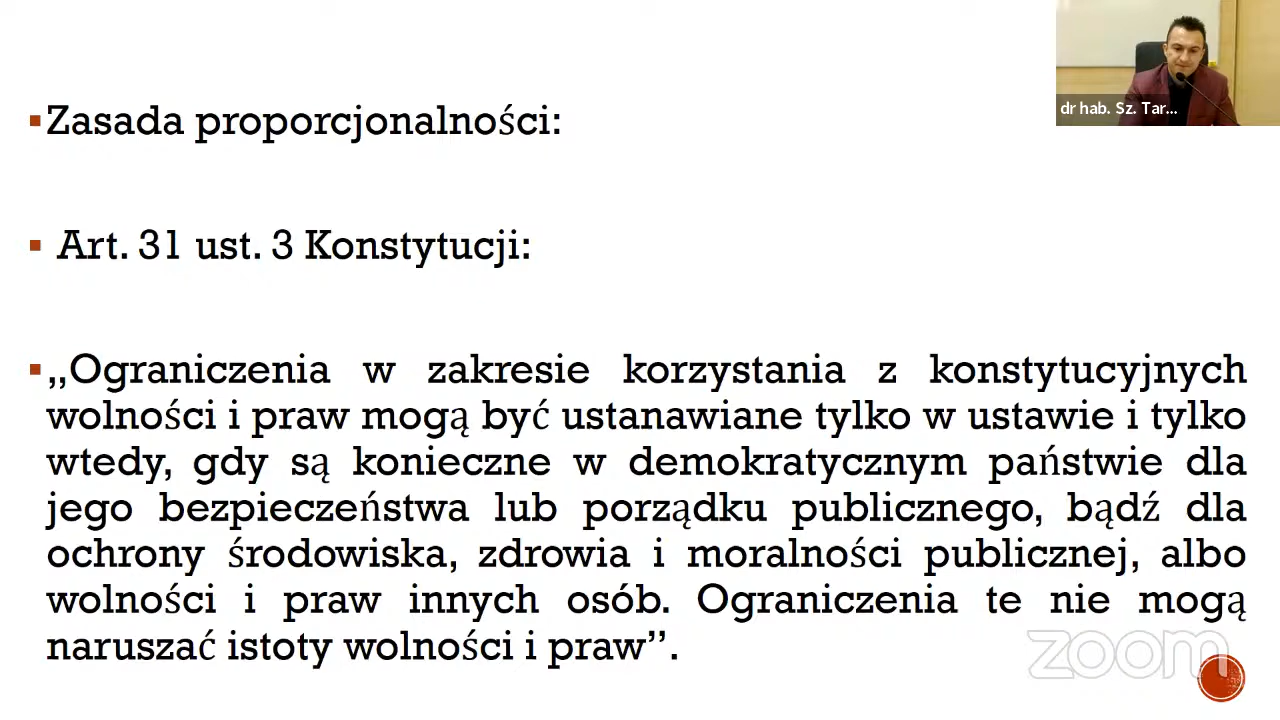 Zasada proporcjonalności:
Art. 31 ust. 3 Konstytucji:
„Ograniczenia w zakresie korzystania z konstytucyjnych
wolności i praw mogą być ustanawiane tylko w ustawie i tylko
wtedy, gdy są konieczne w demokratycznym państwie dla
jego bezpieczeństwa lub porządku publicznego, bądź dla
ochrony środowiska, zdrowia i moralności publicznej, albo
wolności i praw innych osób. Ograniczenia te nie mogą
naruszać istoty wolności i praw”.
dr hab. Sz. Tar...
zoom